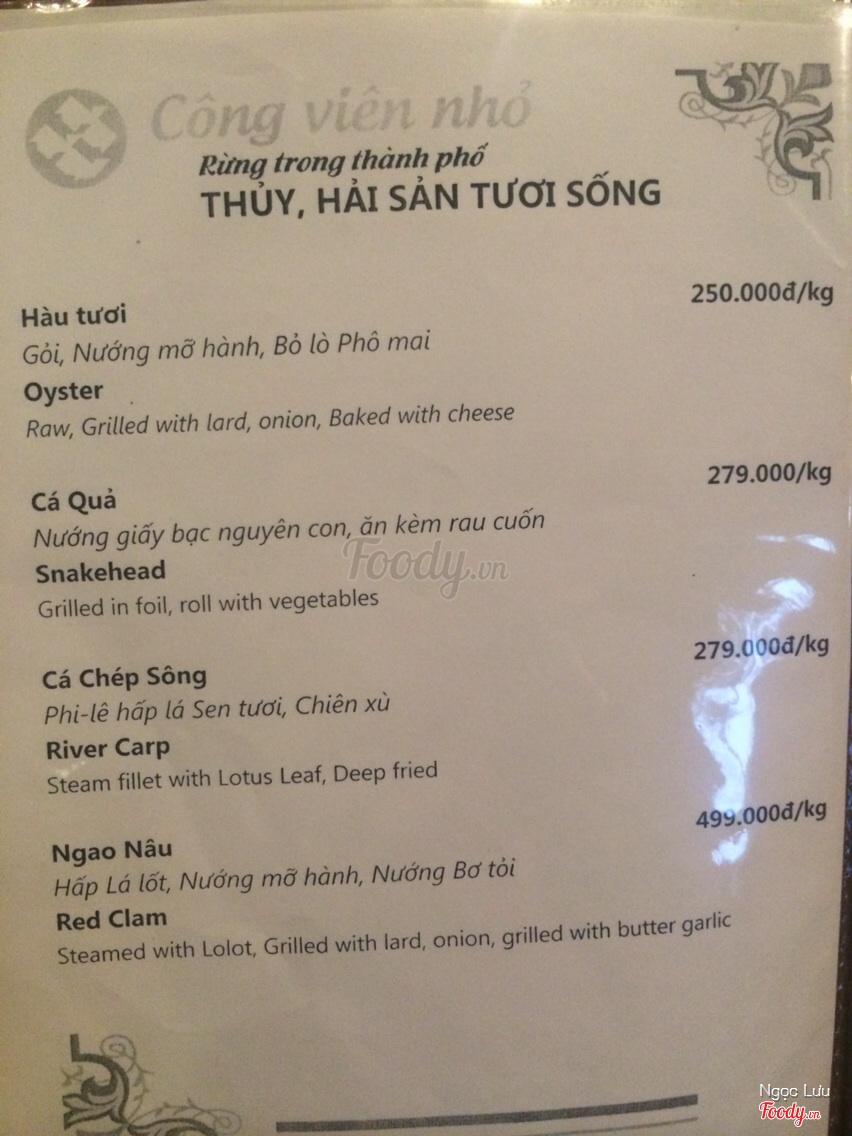 Công viên nhỏ
Rừng trong thành phố
THỦY, HẢI SẢN TƯƠI SỐNG
Hàu tươi 250.000đ/kg
Gỏi, Nướng mỡ hành, Bỏ lò Phô mai
Oyster
Raw, Grilled with lard, onion, Baked with cheese
Cá Quả 279.000/kg
Nướng giấy bạc nguyên con, ăn kèm rau cuốn
Foody.vn
Snakehead
Grilled in foil, roll with vegetables
Cá Chép Sông 279.000đ/kg
Phi-lê hấp lá Sen tươi, Chiên xù
River Carp
Steam fillet with Lotus Leaf, Deep fried
Ngao Nâu 499.000đ/kg
Hấp Lá lốt, Nướng mỡ hành, Nướng Bơ tỏi
Red Clam
Steamed with Lolot, Grilled with lard, onion, grilled with butter garlic
Ngọc Lưu
Foody.vn